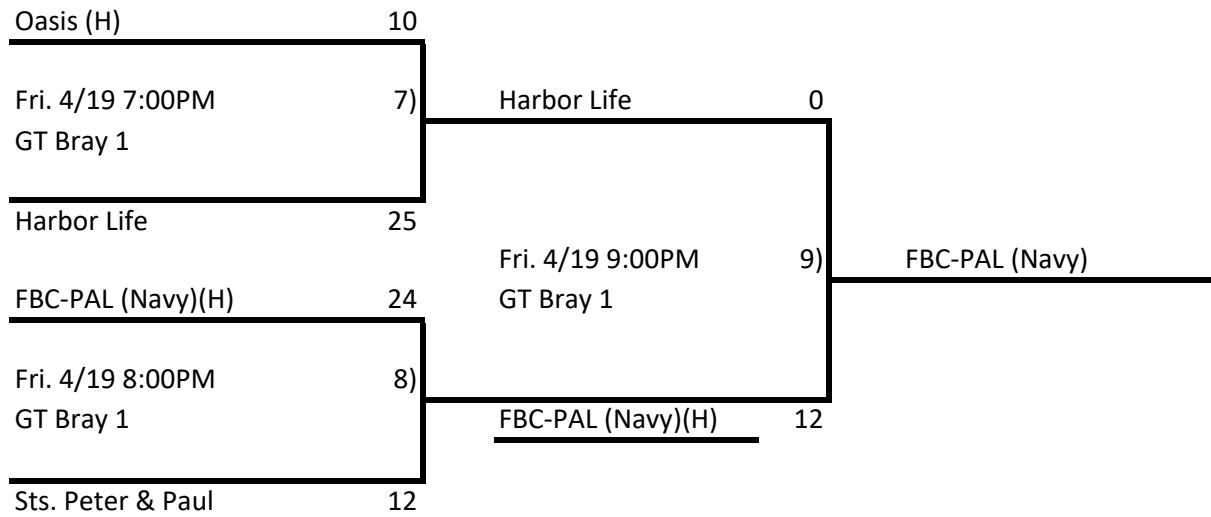 Oasis (H) 10
Fri. 4/19 7:00PM 7) Harbor Life 0
GT Bray 1
Harbor Life 25
Fri. 4/19 9:00PM 9) FBC-PAL (Navy)
FBC-PAL (Navy)(H) 24 GT Bray 1
Fri. 4/19 8:00PM 8)
GT Bray 1 FBC-PAL (Navy)(H) 12
Sts. Peter & Paul 12